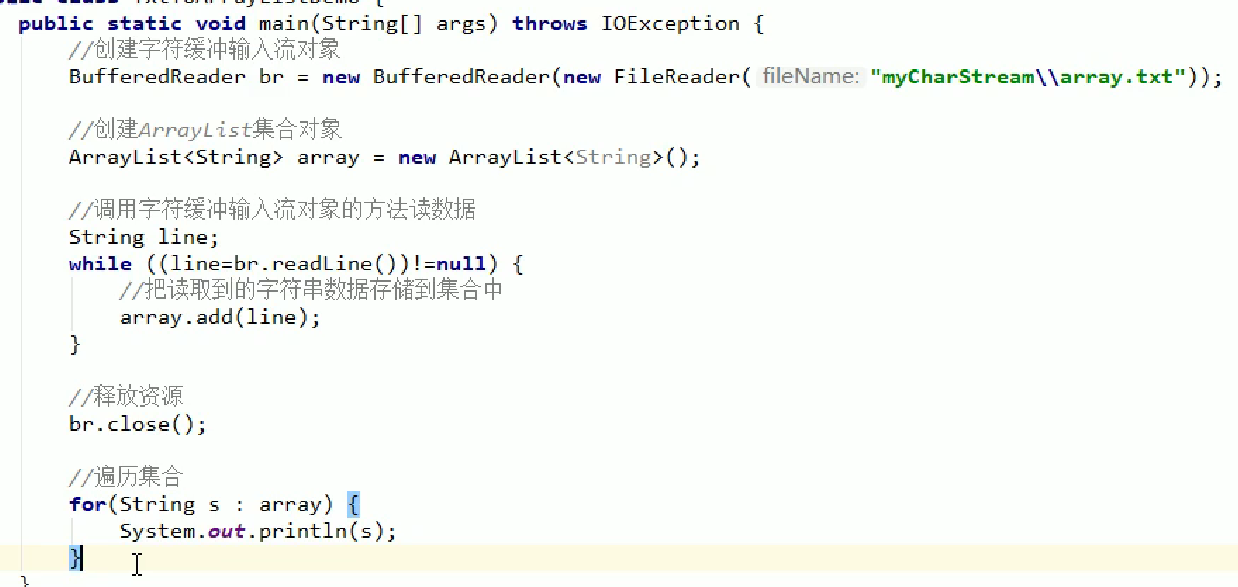 public static void main(String[] args) throws IOException {
//创建字符缓冲输入流对象
BufferedReader br = new BufferedReader(new FileReader( fileName: "myCharStream\\array.txt"));
//创建ArrayList集合对象
ArrayList<String> array = new ArrayList<String>();
//调用字符缓冲输入流对象的方法读数据
String line;
while ((line=br.readLine())!=null) {
//把读取到的字符串数据存储到集合中
array.add(line);
}
//释放资源
br.close();
//遍历集合
for(String s : array) {
System.out.println(s);
}
}